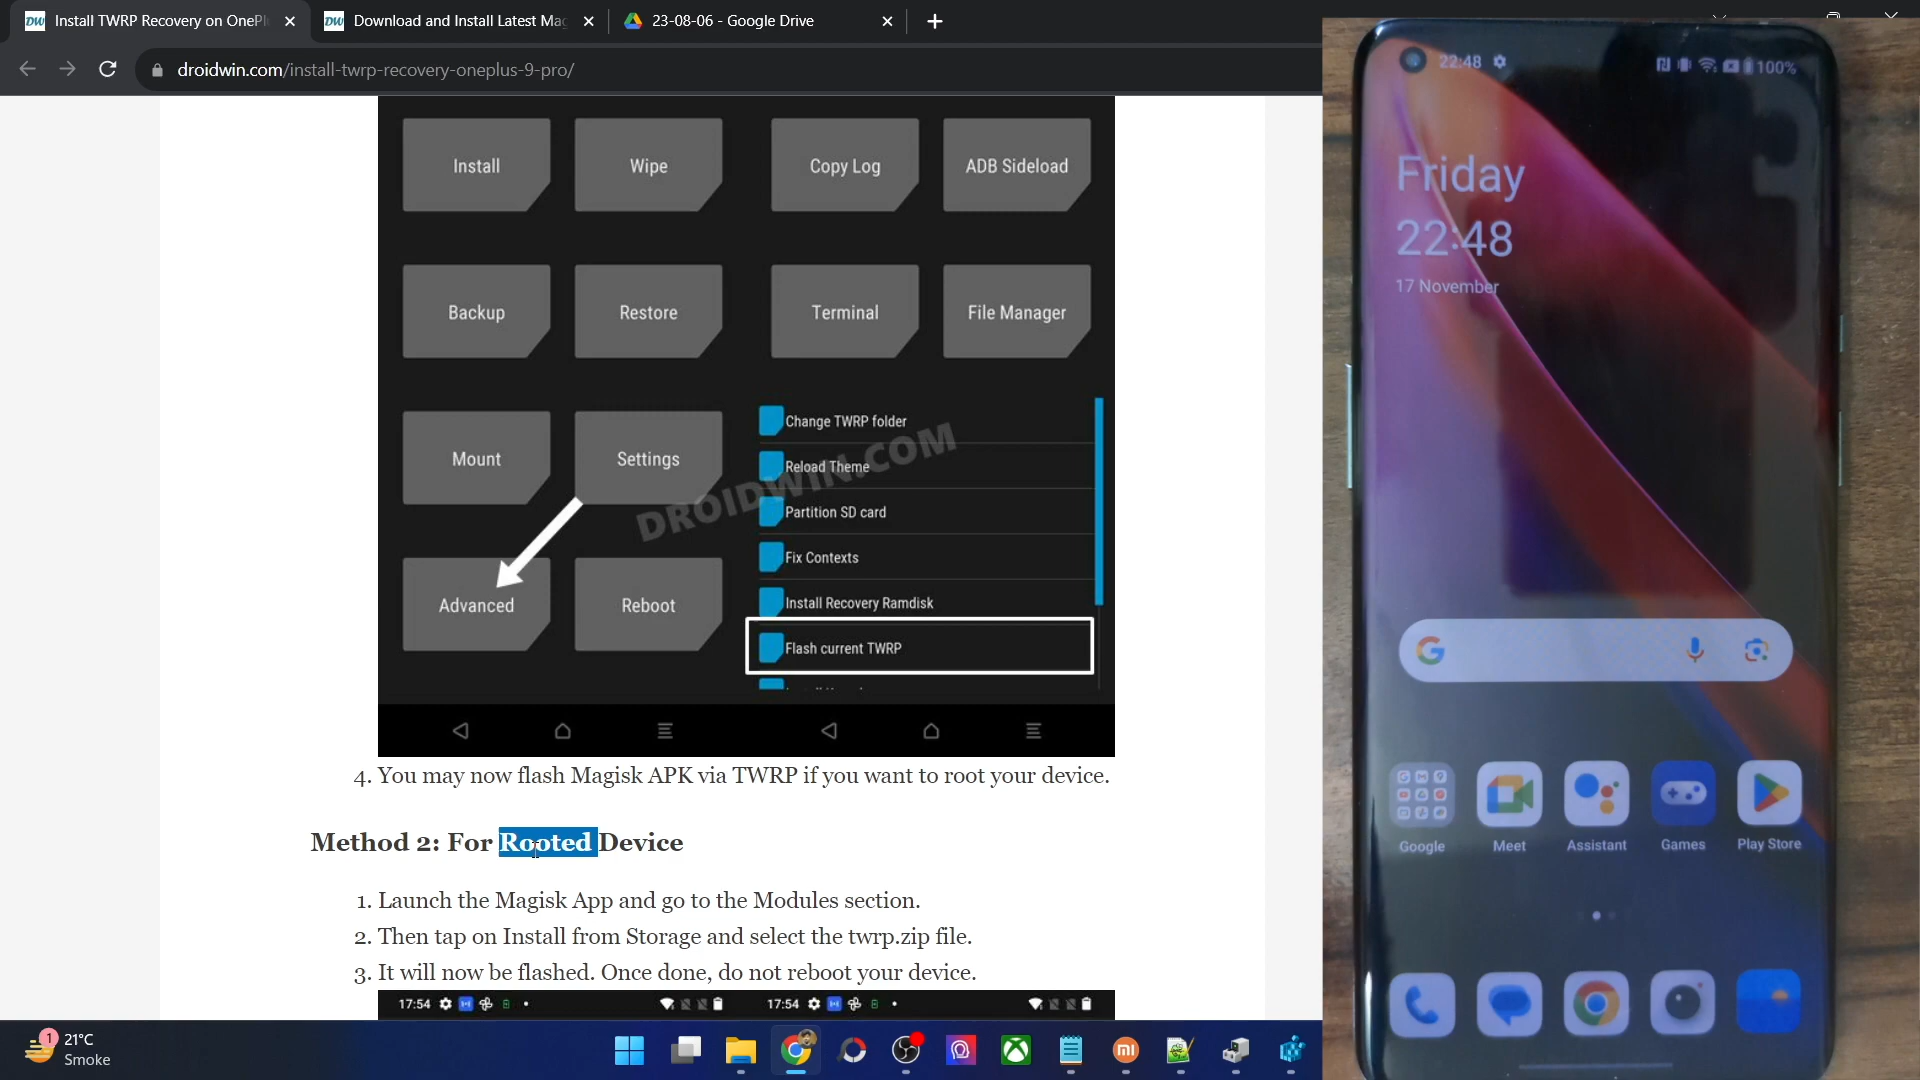 Install TWRP Recovery on OnePl
Download and Install Latest Mag
23-08-06 - Google Drive
droidwin.com/install-twrp-recovery-oneplus-9-pro/
Install
Wipe
Copy Log
ADB Sideload
Backup
Restore
Terminal
File Manager
Mount
Settings
Change TWRP folder
Reload Theme
Partition SD card
Fix Contexts
Advanced
Reboot
Install Recovery Ramdisk
Flash current TWRP
DROIDWIN.COM
4. You may now flash Magisk APK via TWRP if you want to root your device.
Method 2: For Rooted Device
1. Launch the Magisk App and go to the Modules section.
2. Then tap on Install from Storage and select the twrp.zip file.
3. It will now be flashed. Once done, do not reboot your device.
17:54
17:54
1
21°C
Smoke
22:48
100%
Friday
22:48
17 November
Google
Meet
Assistant
Games
Play Store